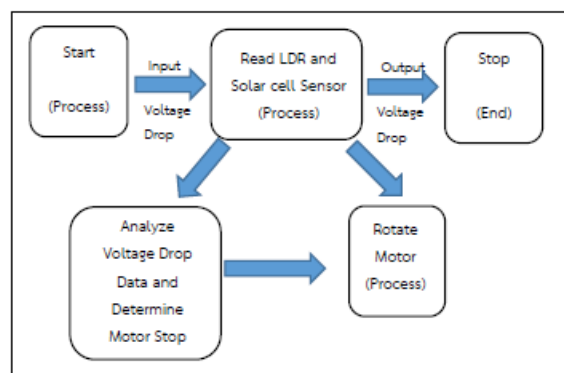 Start
(Process)
Input
Voltage
Drop
Read LDR and
Solar cell Sensor
(Process)
Output
Voltage
Drop
Stop
(End)
Analyze
Voltage Drop
Data and
Determine
Motor Stop
Rotate
Motor
(Process)